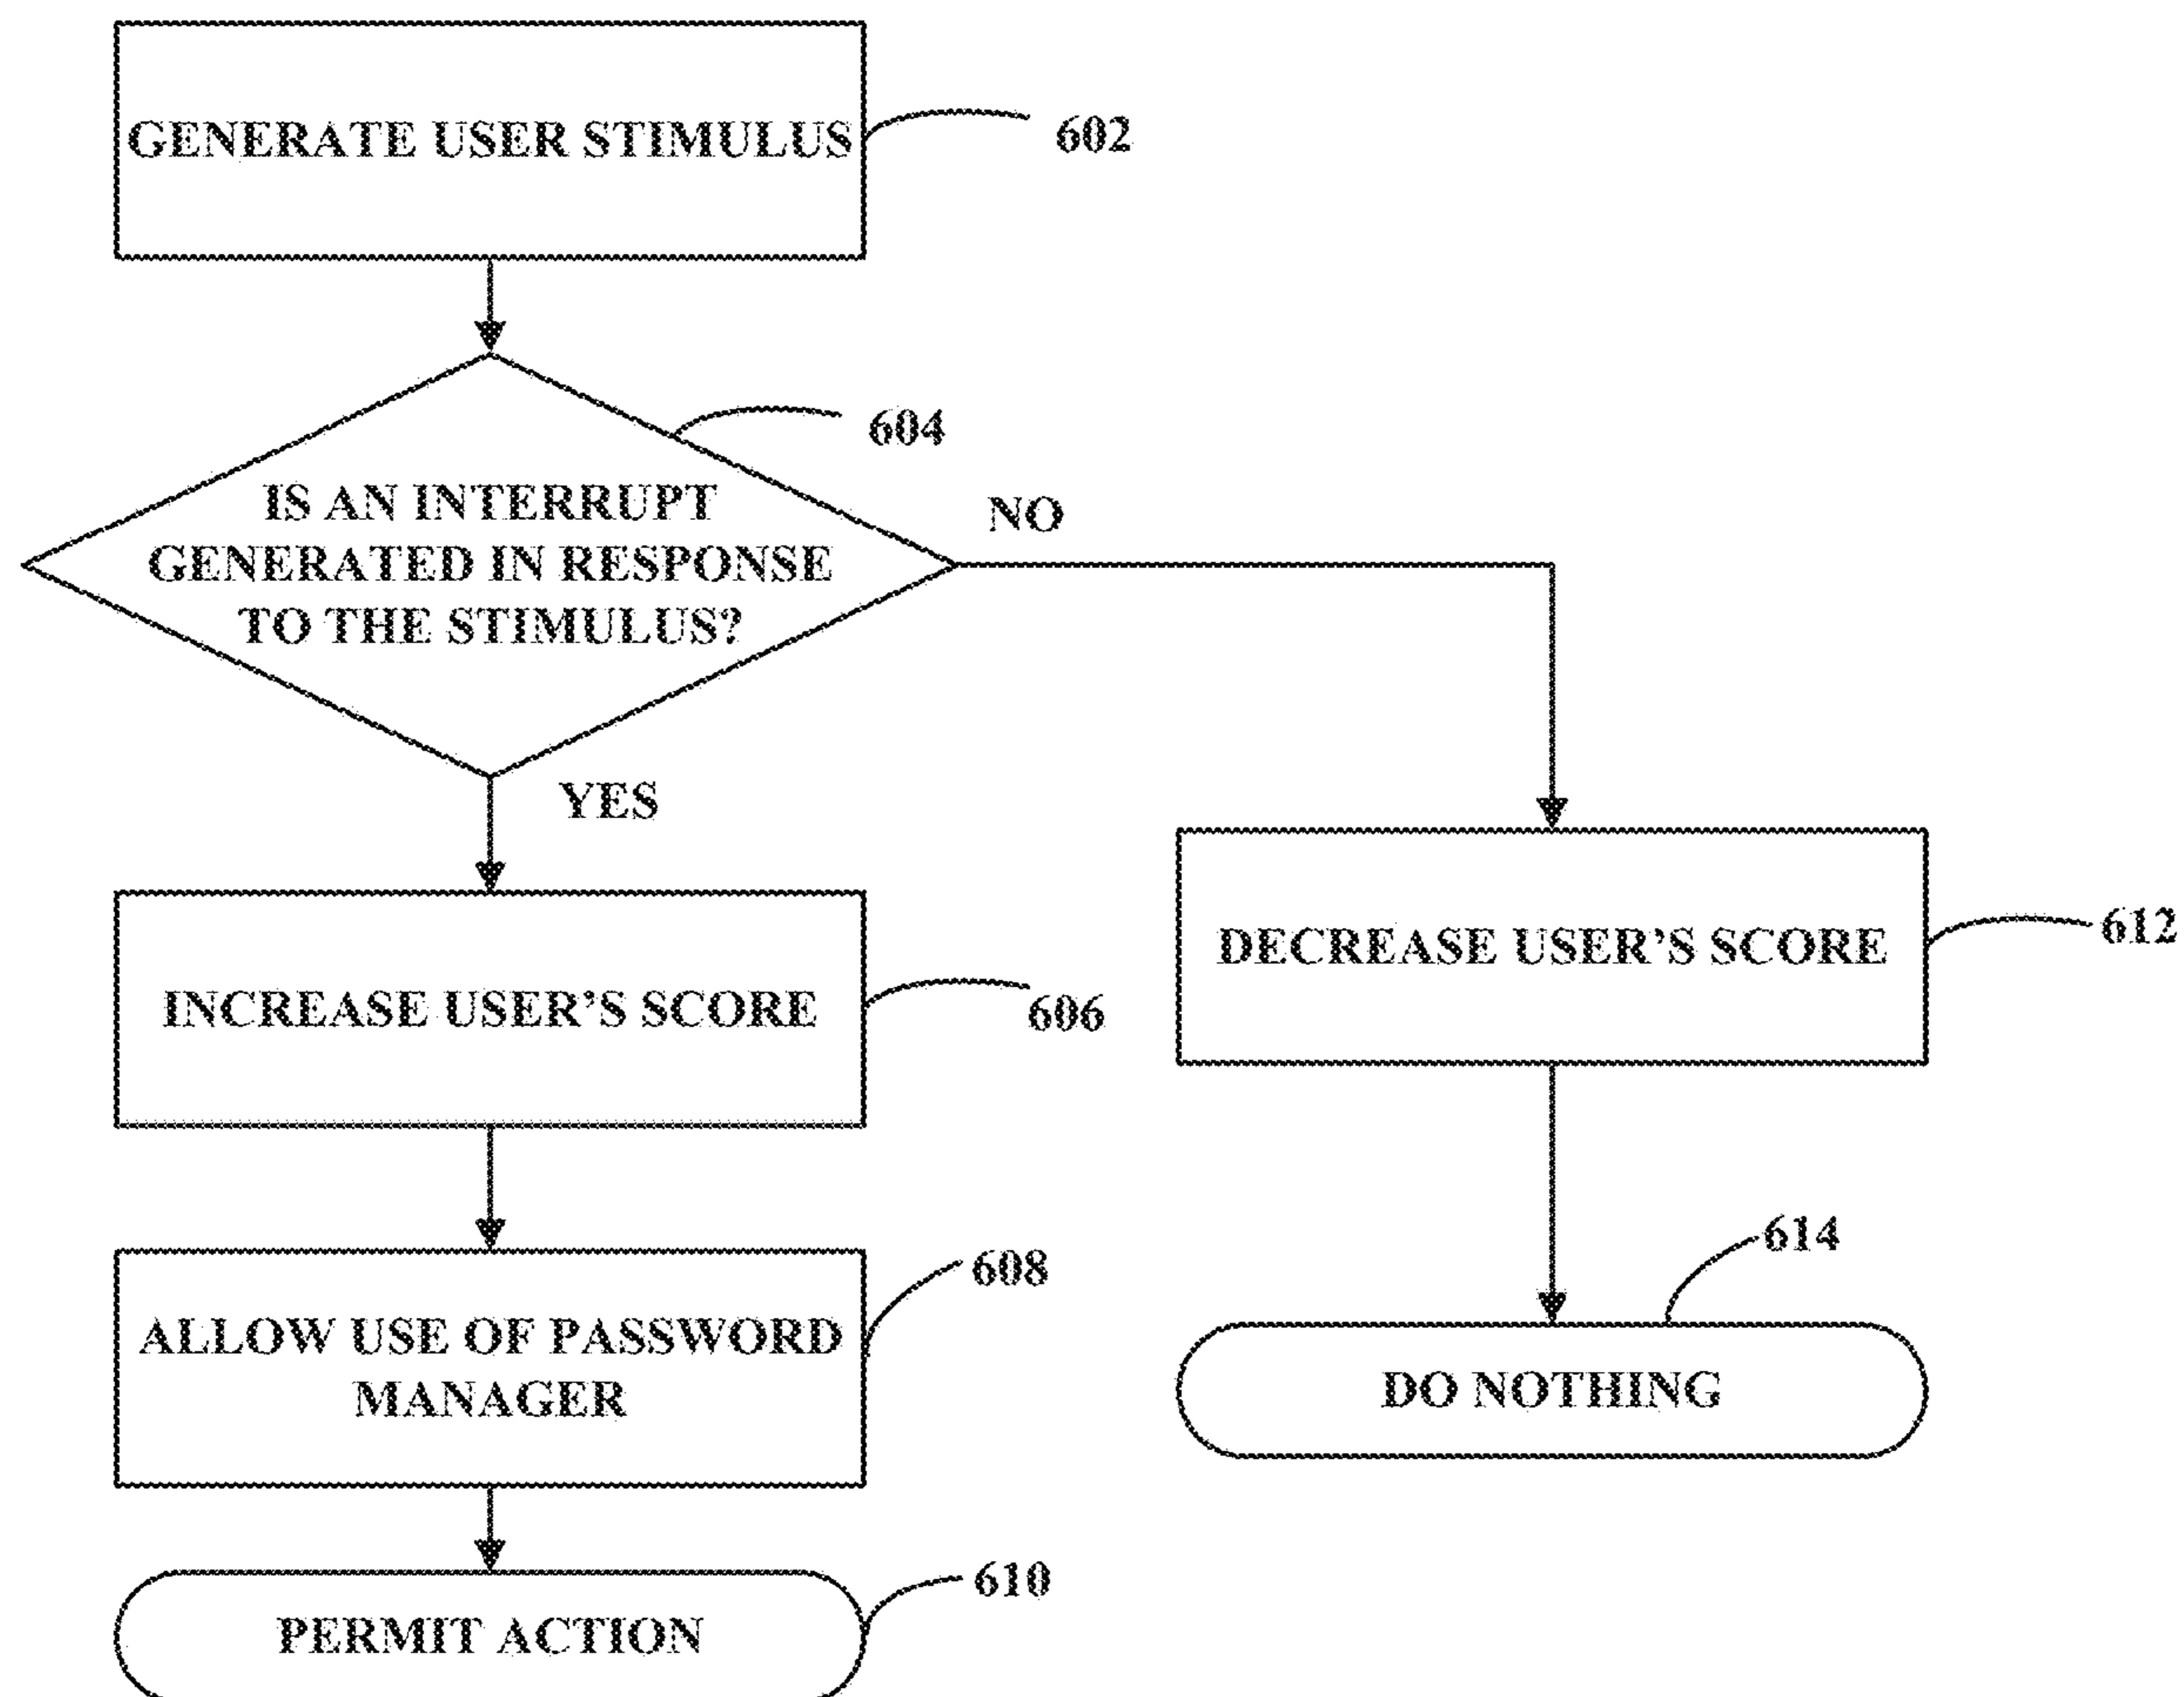 GENERATE USER STIMULUS
602
604
IS AN INTERRUPT
GENERATED IN RESPONSE
TO THE STIMULUS?
NO
YES
INCREASE USER'S SCORE
606
DECREASE USER'S SCORE
612
ALLOW USE OF PASSWORD
MANAGER
608
614
DO NOTHING
PERMIT ACTION
610